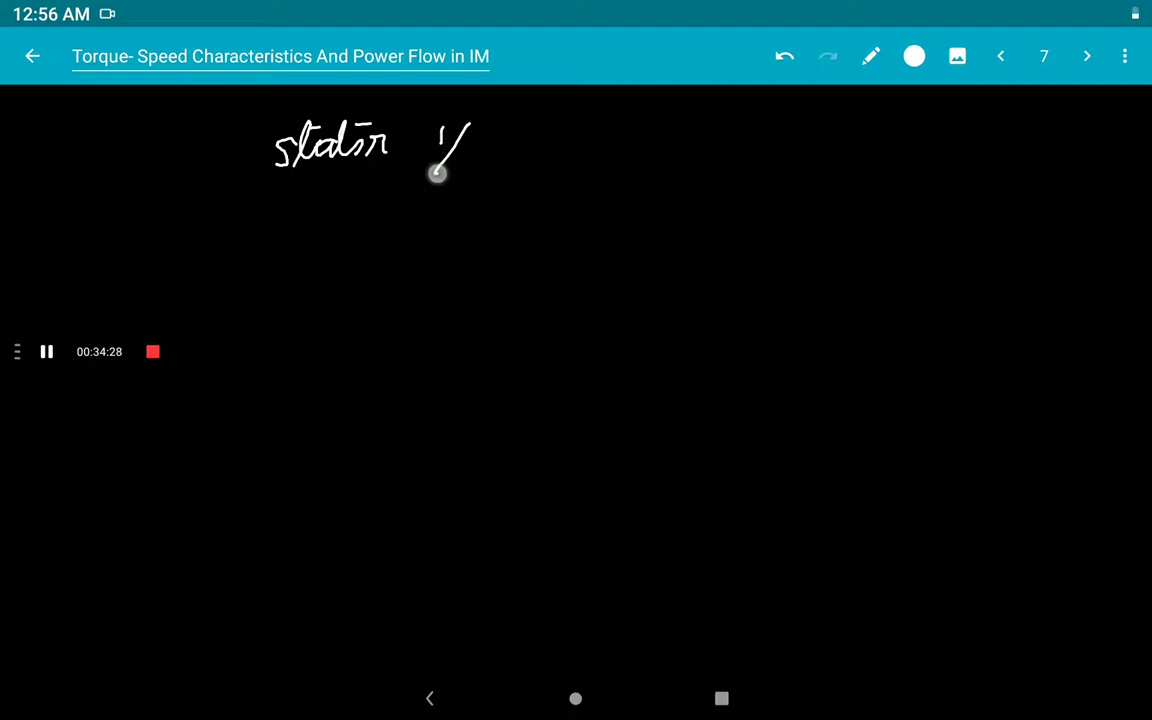 12:56 AM
Torque- Speed Characteristics And Power Flow in IM
7
stator i/
00:34:28